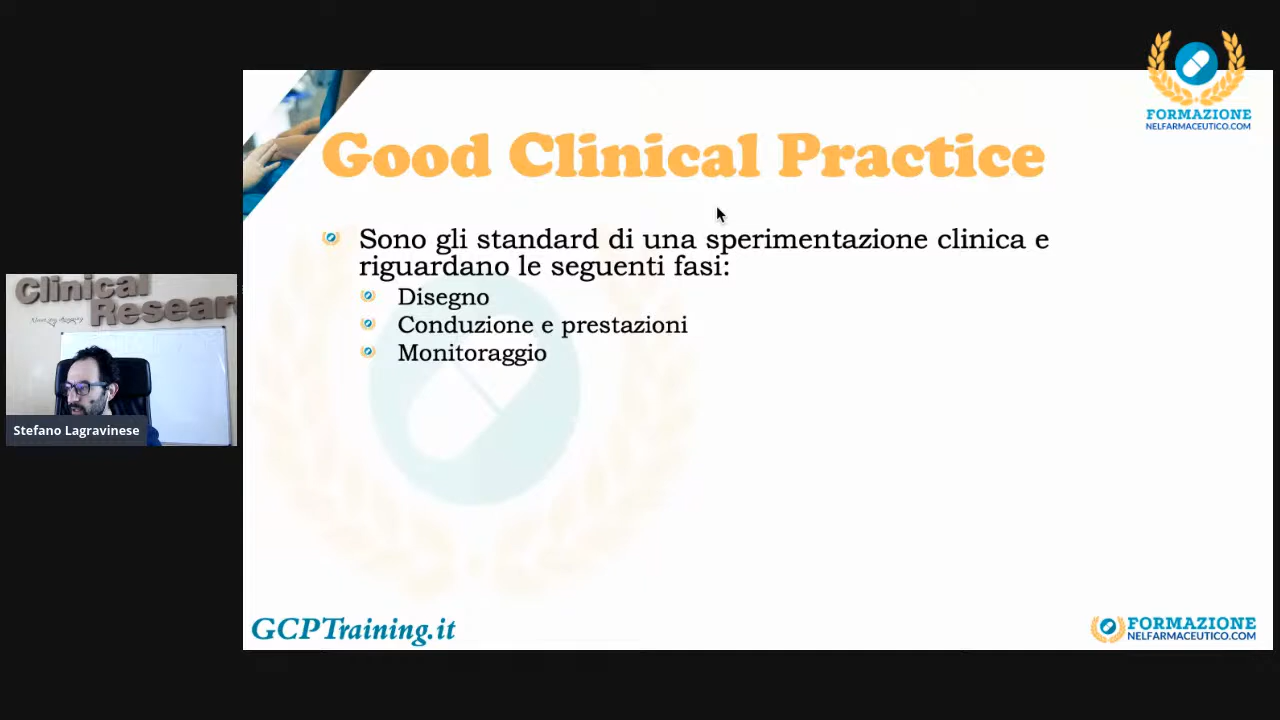 FORMAZIONE
NELFARMACEUTICO.COM
Good Clinical Practice
Sono gli standard di una sperimentazione clinica e
riguardano le seguenti fasi:
Disegno
Conduzione e prestazioni
Monitoraggio
Clinical
Resear
Stefano Lagravinese
GCPTraining.it
FORMAZIONE
NELFARMACEUTICO.COM